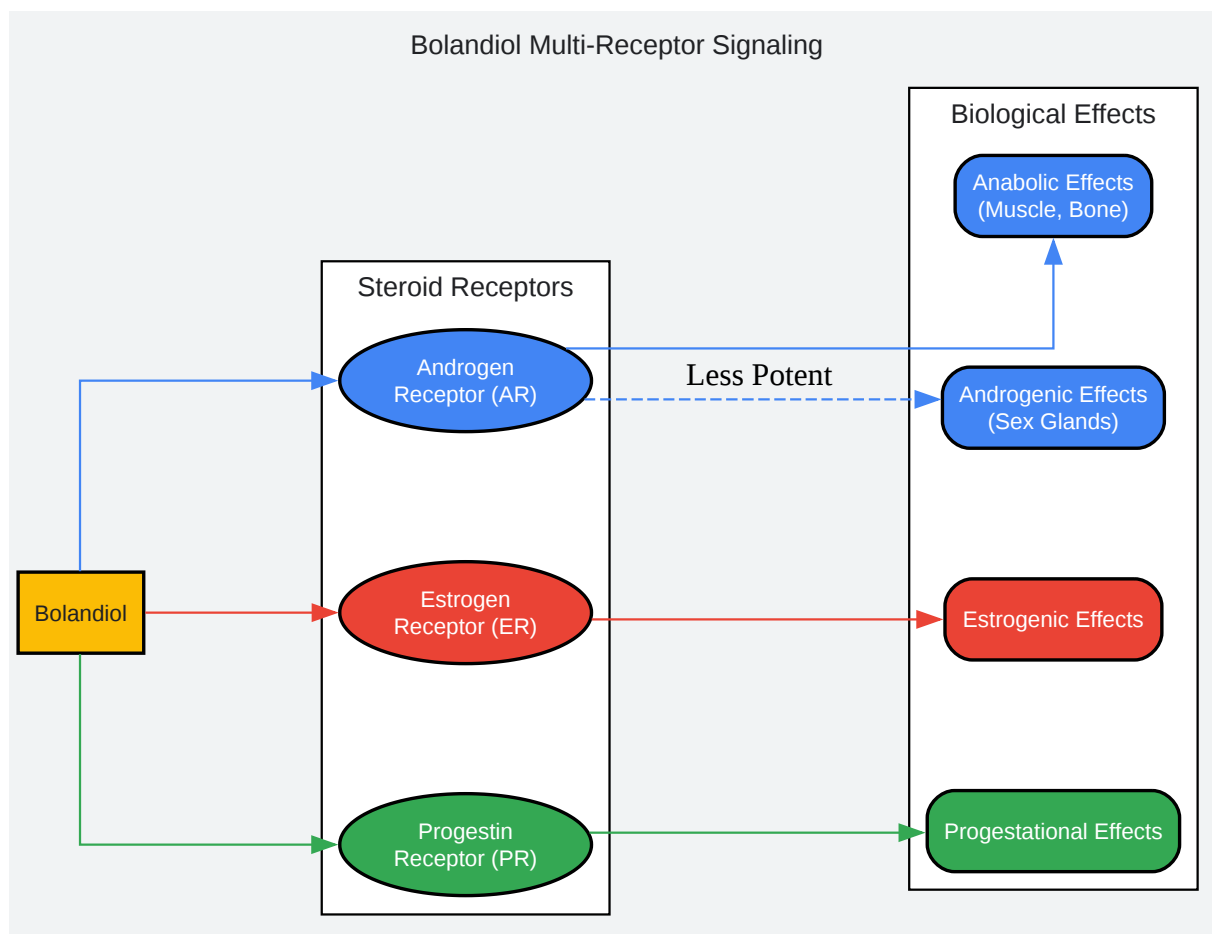 Bolandiol Multi-Receptor Signaling
Biological Effects
Anabolic Effects
(Muscle, Bone)
Steroid Receptors
Androgen
Receptor (AR)
Less Potent
Androgenic Effects
(Sex Glands)
Bolandiol
Estrogen
Receptor (ER)
Estrogenic Effects
Progestin
Receptor (PR)
Progestational Effects